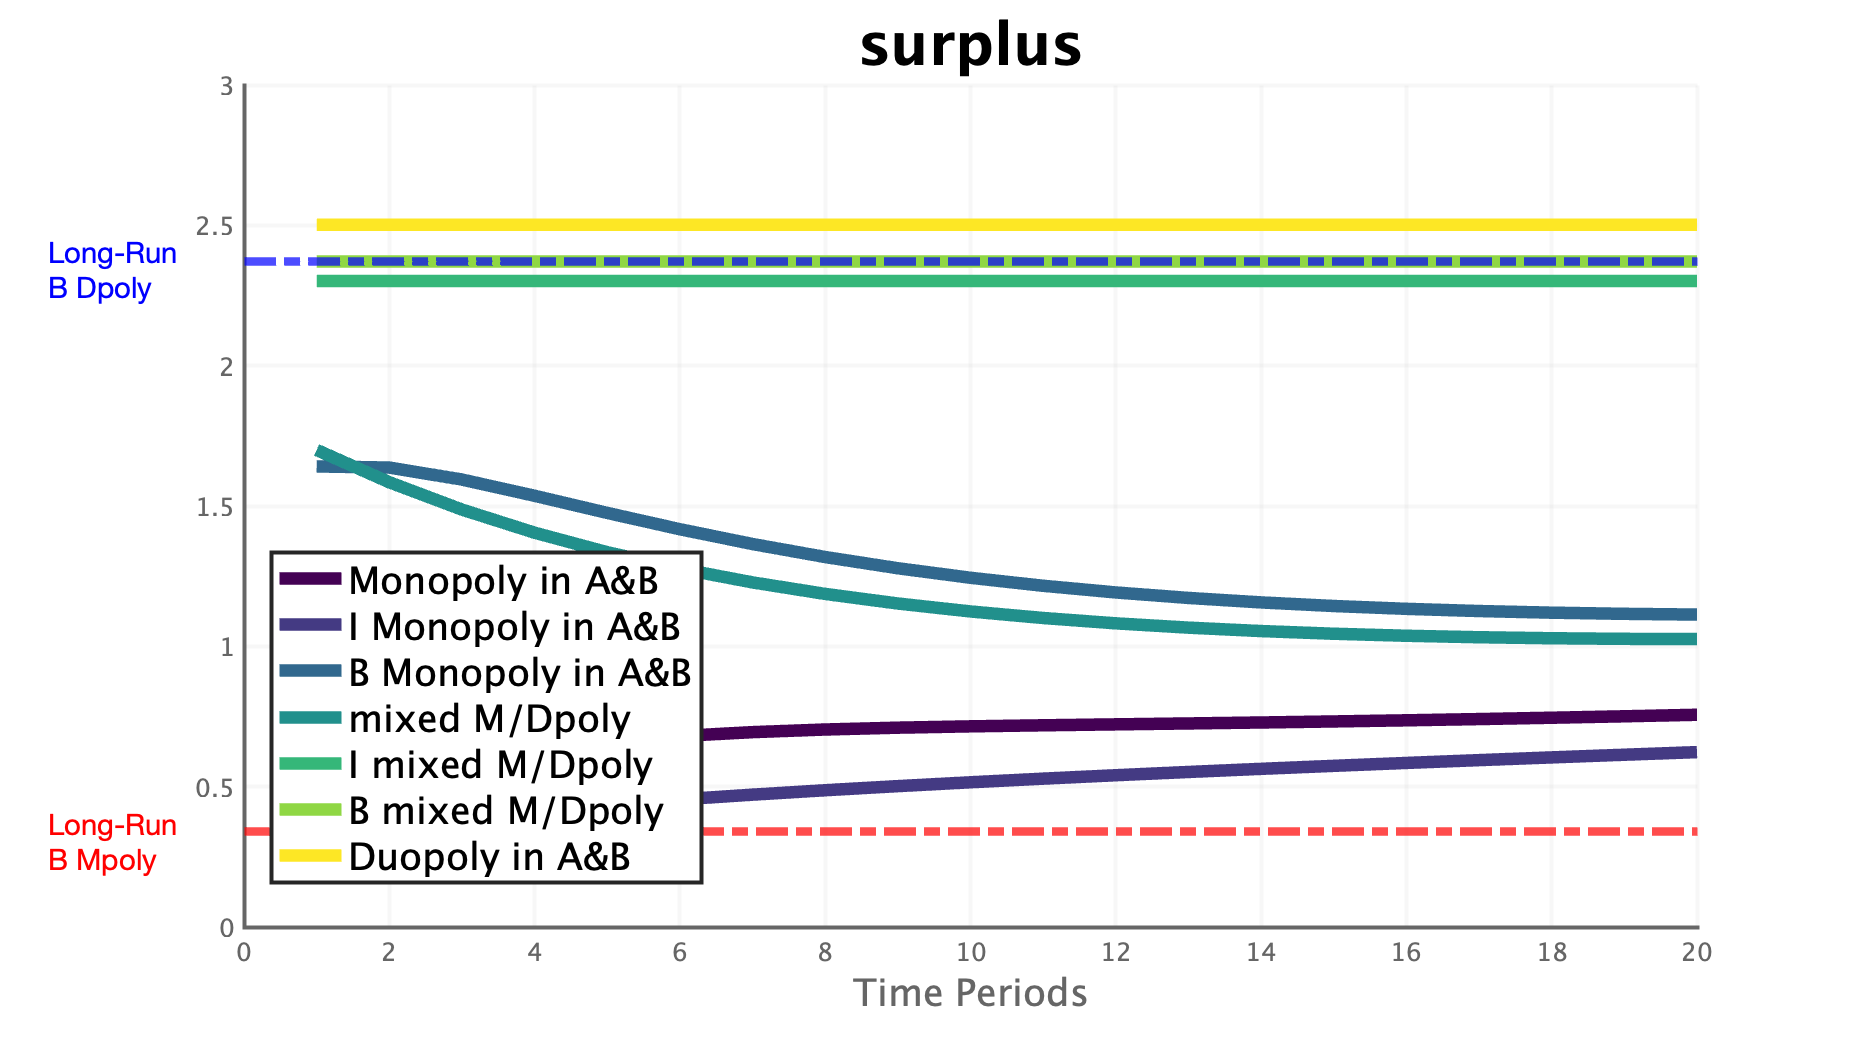 surplus
3
2.5
Long-Run
B Dpoly
2
1.5
1
0.5
Long-Run
B Mpoly
0
Monopoly in A&B
I Monopoly in A&B
B Monopoly in A&B
mixed M/Dpoly
I mixed M/Dpoly
B mixed M/Dpoly
Duopoly in A&B
0 2 4 6 8 10 12 14 16 18 20
Time Periods